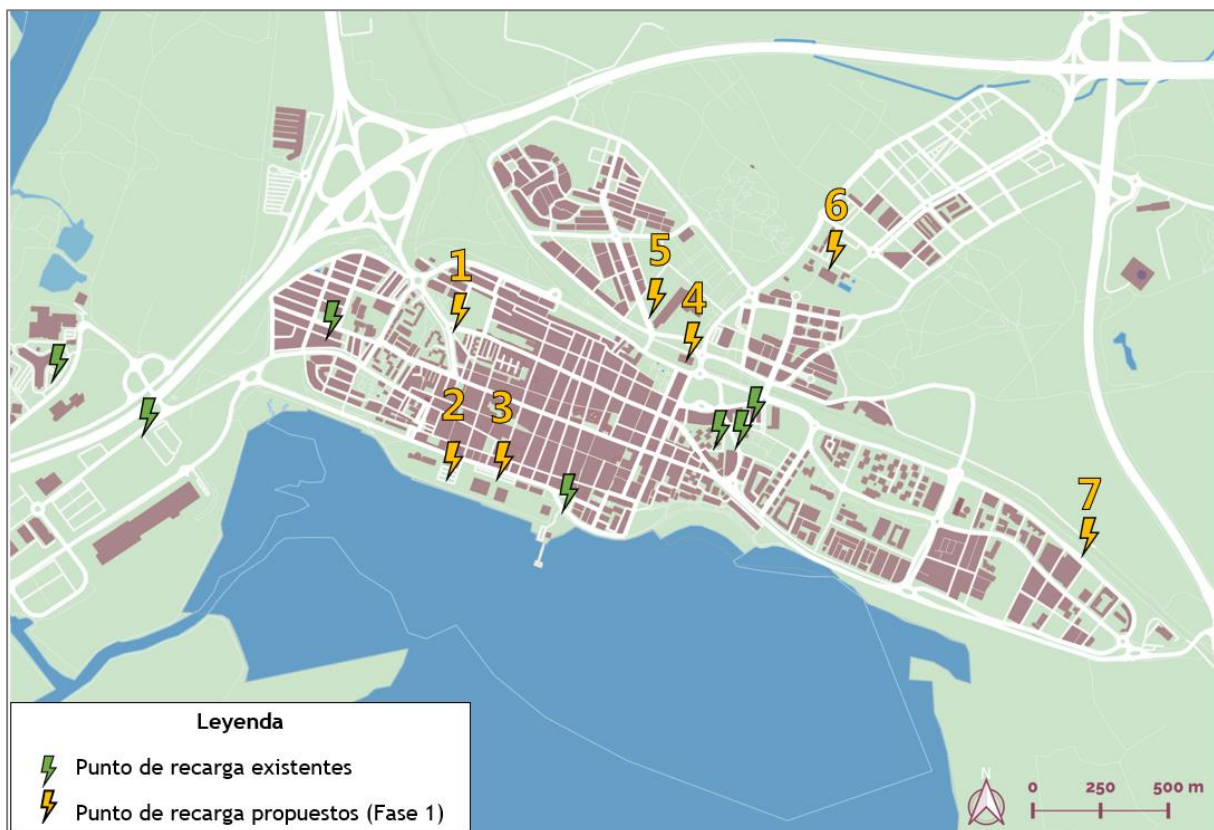 6
5
1
4
2
3
7
Leyenda
Punto de recarga existentes
Punto de recarga propuestos (Fase 1)
N
0 250 500 m